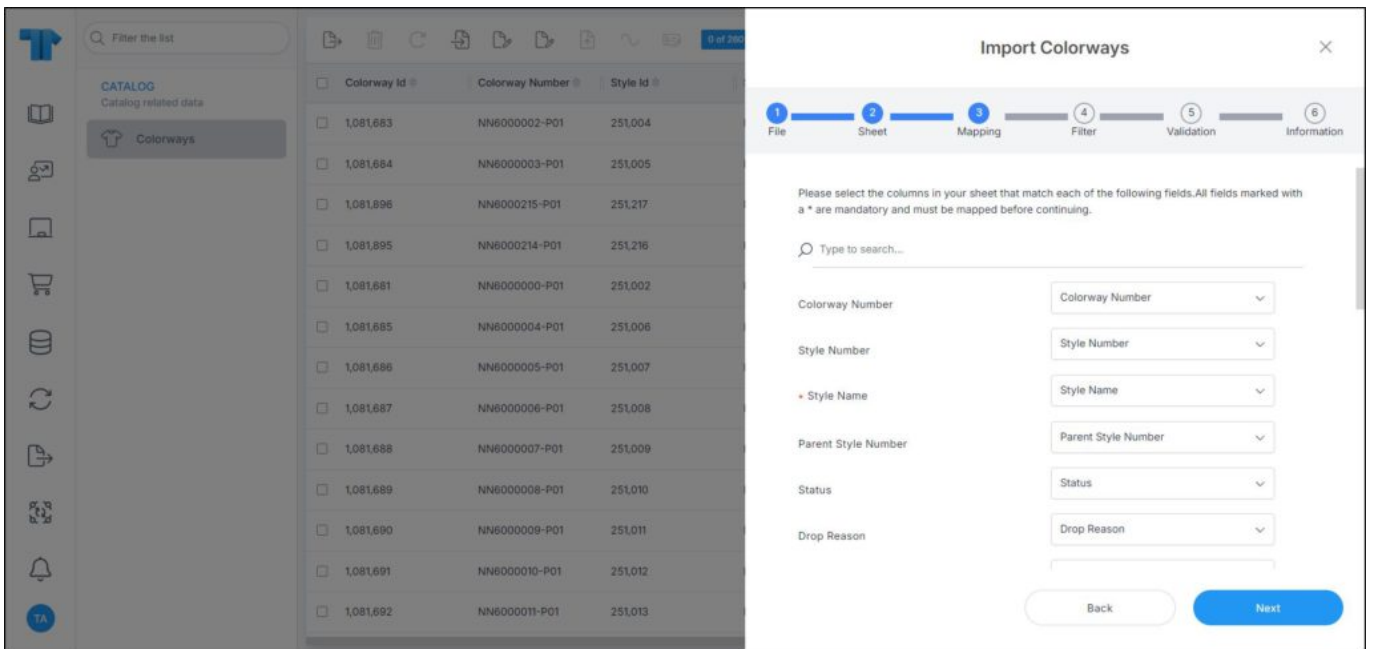 Filter the list
CATALOG
Catalog related data
Colorways
0 of 260
Colorway Id
Colorway Number
Style Id
1,081,683
NN6000002-P01
251,004
1,081,684
NN6000003-P01
251,005
1,081,896
NN6000215-P01
251,217
1,081,895
NN6000214-P01
251,216
1,081,681
NN6000000-P01
251,002
1,081,685
NN6000004-P01
251,006
1,081,686
NN6000005-P01
251,007
1,081,687
NN6000006-P01
251,008
1,081,688
NN6000007-P01
251,009
1,081,689
NN6000008-P01
251,010
1,081,690
NN6000009-P01
251,011
1,081,691
NN6000010-P01
251,012
1,081,692
NN6000011-P01
251,013
TA
Import Colorways
1
2
3
4
5
6
File
Sheet
Mapping
Filter
Validation
Information
Please select the columns in your sheet that match each of the following fields.All fields marked with
a * are mandatory and must be mapped before continuing.
Type to search...
Colorway Number
Colorway Number
Style Number
Style Number
* Style Name
Style Name
Parent Style Number
Parent Style Number
Status
Status
Drop Reason
Drop Reason
Back
Next